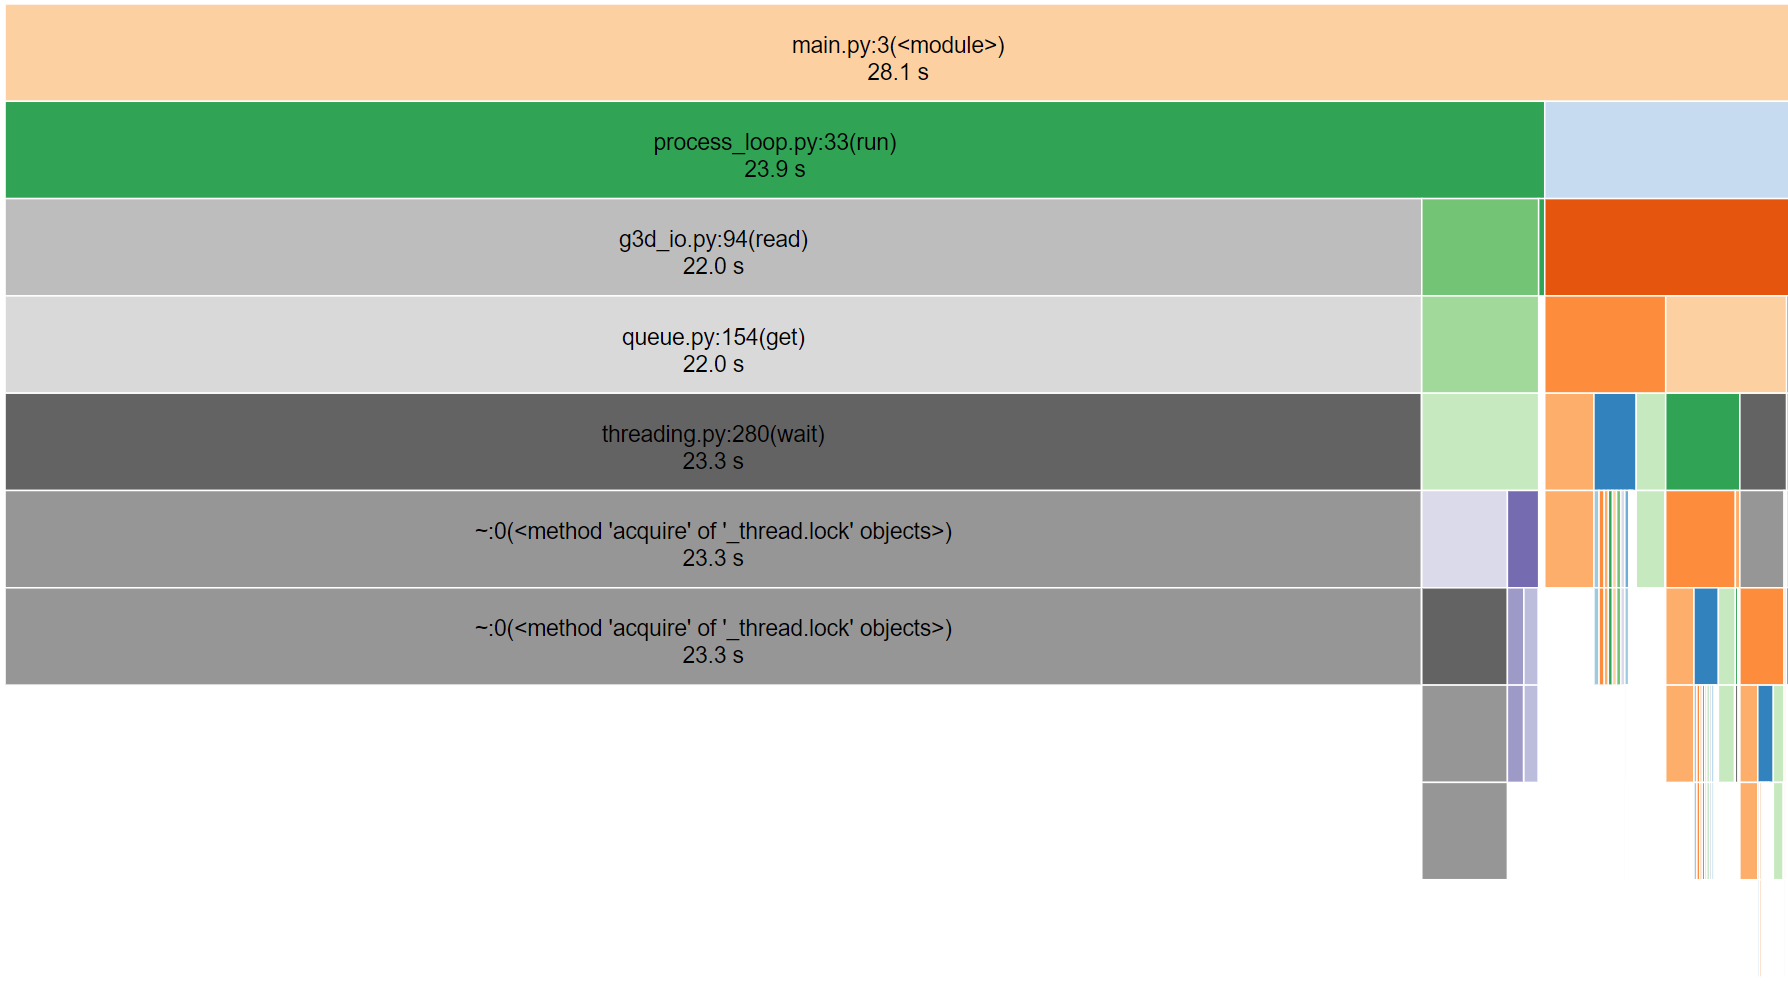 main.py:3(<module>)
28.1 s
process_loop.py:33(run)
23.9 s
g3d_io.py:94(read)
22.0 s
queue.py:154(get)
22.0 s
threading.py:280(wait)
23.3 s
~:0(<method 'acquire' of '_thread.lock' objects>)
23.3 s
~:0(<method 'acquire' of '_thread.lock' objects>)
23.3 s